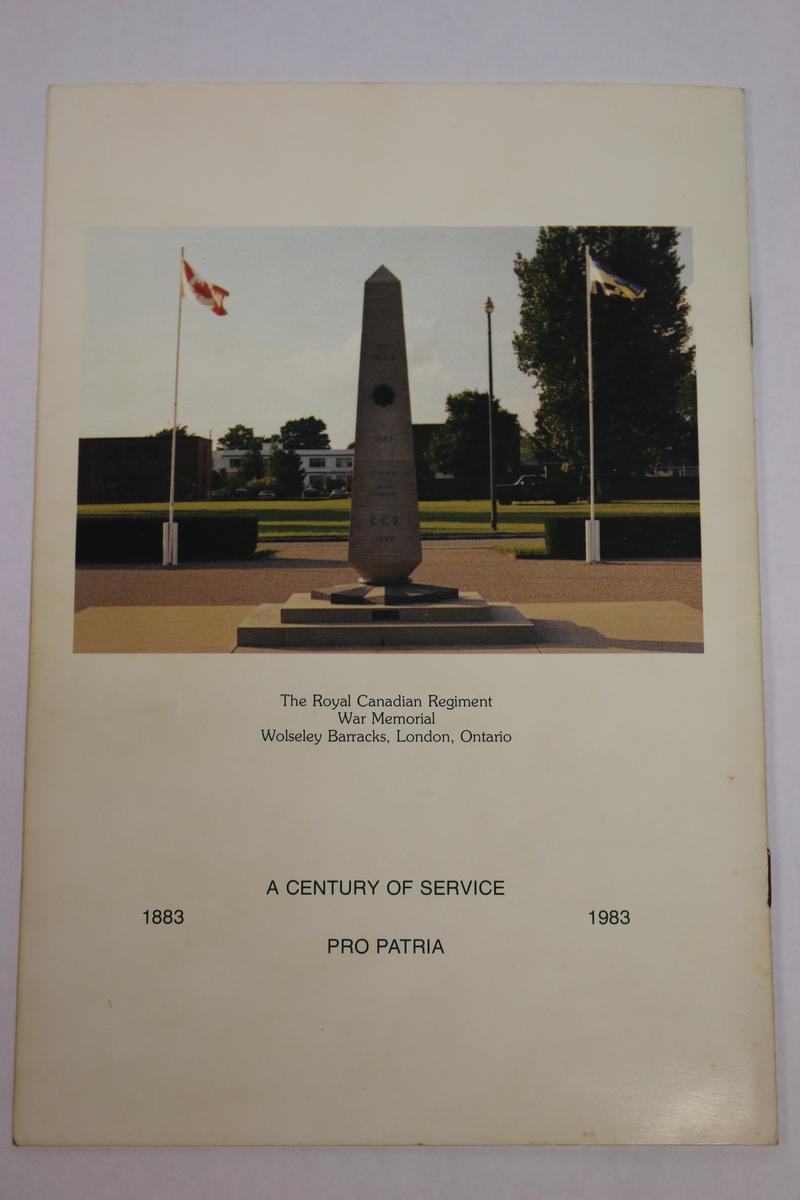 R.C.R.
The Royal Canadian Regiment
War Memorial
Wolseley Barracks, London, Ontario
A CENTURY OF SERVICE
1883 1983
PRO PATRIA